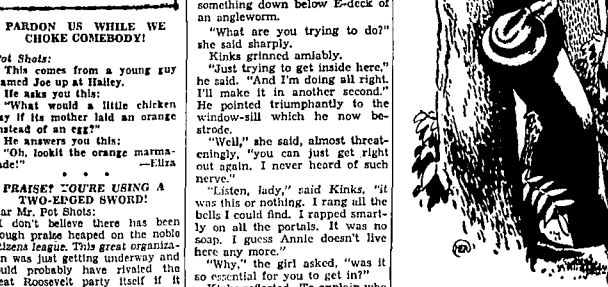 PARDON US WHILE WE
CHOKE COMEBODY!
Pot Shots:
This comes from a young guy
named Joe up at Hailey.
He asks you this:
"What would a little chicken
say if its mother laid an orange
instead of an egg?"
He answers you this:
"Oh, lookit the orange marma-
lade!" —Eliza
PRAISE? YOU'RE USING A
TWO-EDGED SWORD!
Dear Mr. Pot Shots:
I don't believe there has been
enough praise heaped on the noble
citizens league. This great organiza-
tion was just getting underway and
would probably have rivaled the
great Roosevelt party itself if it
something down below E-deck of
an angleworm.
"What are you trying to do?"
she said sharply.
Kinks grinned amiably.
"Just trying to get inside here,"
he said. "And I'm doing all right.
I'll make it in another second."
He pointed triumphantly to the
window-sill which he now be-
strode.
"Well," she said, almost threat-
eningly, "you can just get right
out again. I never heard of such
nerve."
"Listen, lady," said Kinks, "it
was this or nothing. I rang all the
bells I could find. I rapped smart-
ly on all the portals. It was no
soap. I guess Annie doesn't live
here any more."
"Why," the girl asked, "was it
so essential for you to get in?"